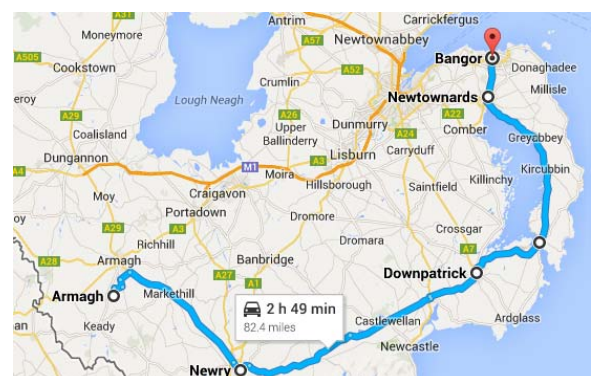 Antrim
Carrickfergus
A31
Moneymore
Newtownabbey
A57
A505
Cookstown
A52
Bangor
Donaghadee
Crumlin
Newtownards
Millisle
Lough Neagh
A29
A26
Dunmurry
A22
Comber
Coalisland
Upper
Ballinderry
A24
Greyabbey
Dungannon
A3
Lisburn
Carryduff
A4
M1
Moira
Kircubbin
Moy
Craigavon
Hillsborough
Saintfield
Killinchy
Portadown
Dromore
A29
A3
Richhill
Dromara
Crossgar
A28
Armagh
Banbridge
A7
A27
Downpatrick
A1
Armagh
Markethill
2 h 49 min
82.4 miles
Castlewellan
Ardglass
Keady
Newcastle
Newry